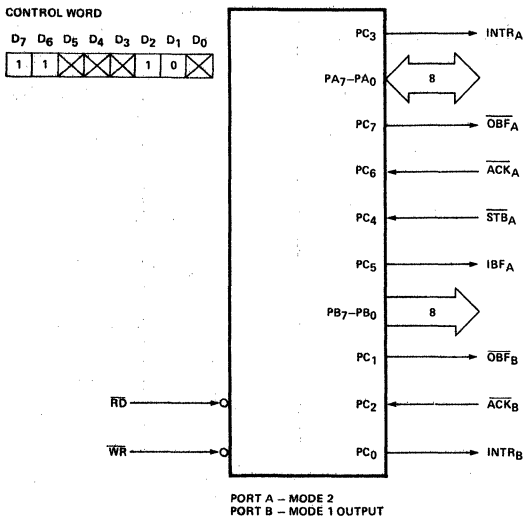 CONTROL WORD
D7 D6 D5 D4 D3 D2 D1 D0
1 1 1 0
PC3 INTRA
PA7–PA0 8
PC7 OBFA
PC6 ACKA
PC4 STBA
PC5 IBFA
PB7–PB0 8
PC1 OBFB
RD PC2 ACKB
WR PC0 INTRB
PORT A – MODE 2
PORT B – MODE 1 OUTPUT